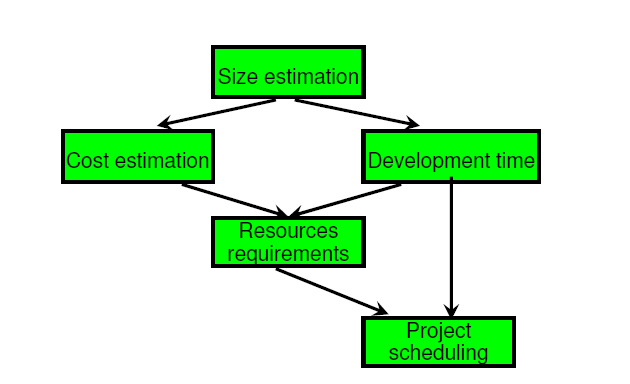 Size estimation
Cost estimation
Development time
Resources
requirements
Project
scheduling